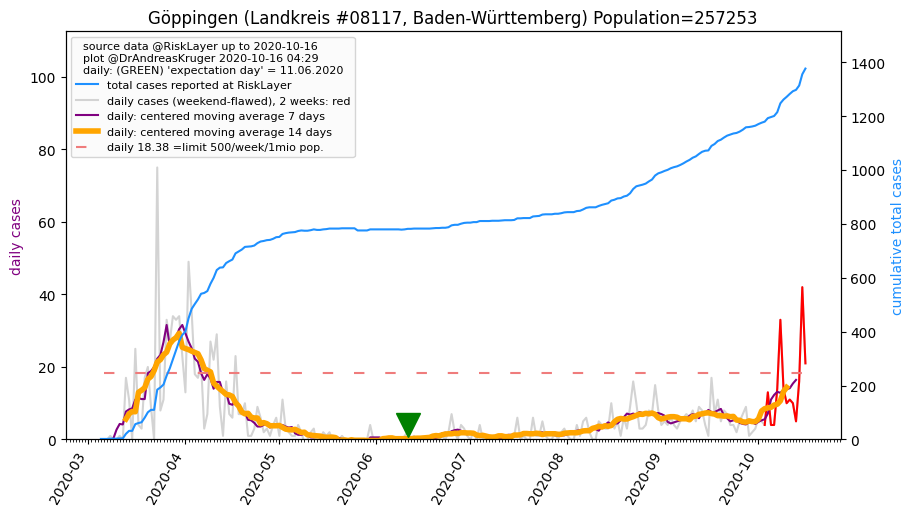 Göppingen (Landkreis #08117, Baden-Württemberg) Population=257253
source data @RiskLayer up to 2020-10-16
plot @DrAndreasKruger 2020-10-16 04:29
daily: (GREEN) 'expectation day' = 11.06.2020
total cases reported at RiskLayer
daily cases (weekend-flawed), 2 weeks: red
daily: centered moving average 7 days
daily: centered moving average 14 days
daily 18.38 =limit 500/week/1mio pop.
daily cases
100
80
60
40
20
0
cumulative total cases
1400
1200
1000
800
600
400
200
0
2020-03
2020-04
2020-05
2020-06
2020-07
2020-08
2020-09
2020-10